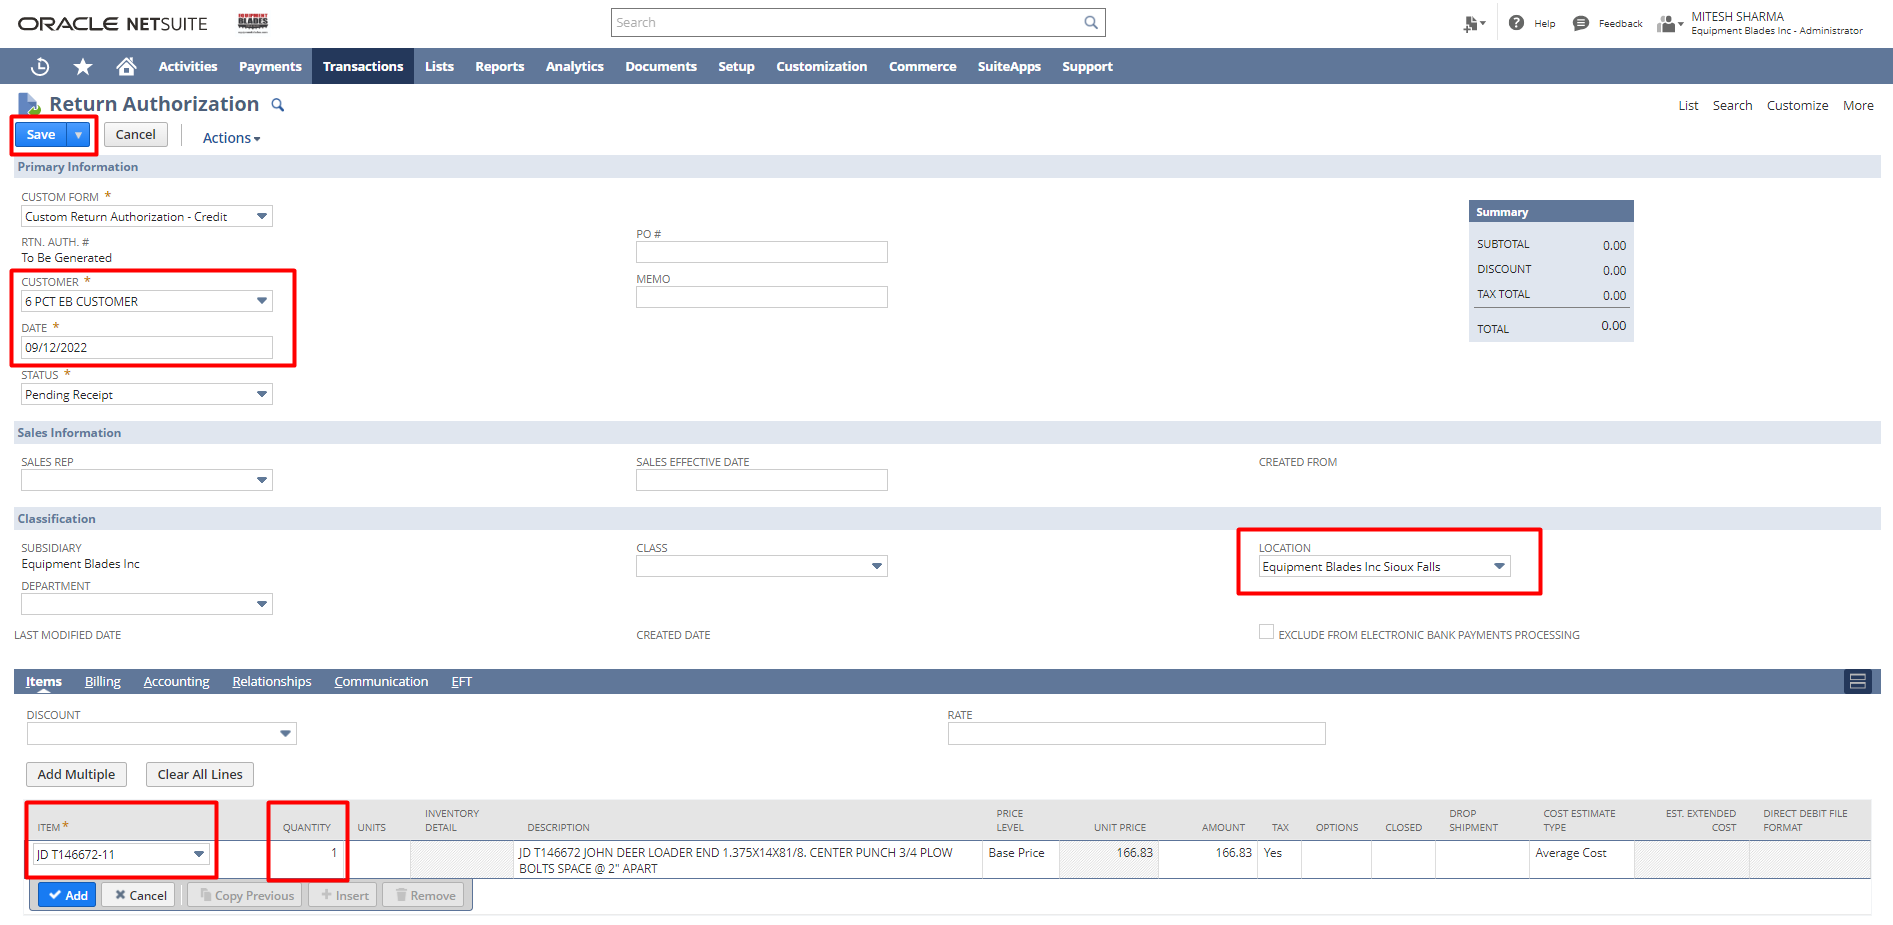 ORACLE NETSUITE
EQUIPMENT
BLADES
Search
Help
Feedback
MITESH SHARMA
Equipment Blades Inc - Administrator
Activities
Payments
Transactions
Lists
Reports
Analytics
Documents
Setup
Customization
Commerce
SuiteApps
Support
Return Authorization
List
Search
Customize
More
Save
Cancel
Actions
Primary Information
CUSTOM FORM *
Custom Return Authorization - Credit
RTN. AUTH. #
To Be Generated
CUSTOMER *
6 PCT EB CUSTOMER
DATE *
09/12/2022
STATUS *
Pending Receipt
PO #
MEMO
Summary
SUBTOTAL 0.00
DISCOUNT 0.00
TAX TOTAL 0.00
TOTAL 0.00
Sales Information
SALES REP
SALES EFFECTIVE DATE
CREATED FROM
Classification
SUBSIDIARY
Equipment Blades Inc
DEPARTMENT
CLASS
LOCATION
Equipment Blades Inc Sioux Falls
LAST MODIFIED DATE
CREATED DATE
EXCLUDE FROM ELECTRONIC BANK PAYMENTS PROCESSING
Items
Billing
Accounting
Relationships
Communication
EFT
DISCOUNT
RATE
Add Multiple
Clear All Lines
ITEM *
QUANTITY
UNITS
INVENTORY
DETAIL
DESCRIPTION
PRICE
LEVEL
UNIT PRICE
AMOUNT
TAX
OPTIONS
CLOSED
DROP
SHIPMENT
COST ESTIMATE
TYPE
EST. EXTENDED
COST
DIRECT DEBIT FILE
FORMAT
JD T146672-11
1
JD T146672 JOHN DEER LOADER END 1.375X14X81/8. CENTER PUNCH 3/4 PLOW
BOLTS SPACE @ 2" APART
Base Price
166.83
166.83
Yes
Average Cost
Add
Cancel
Copy Previous
Insert
Remove